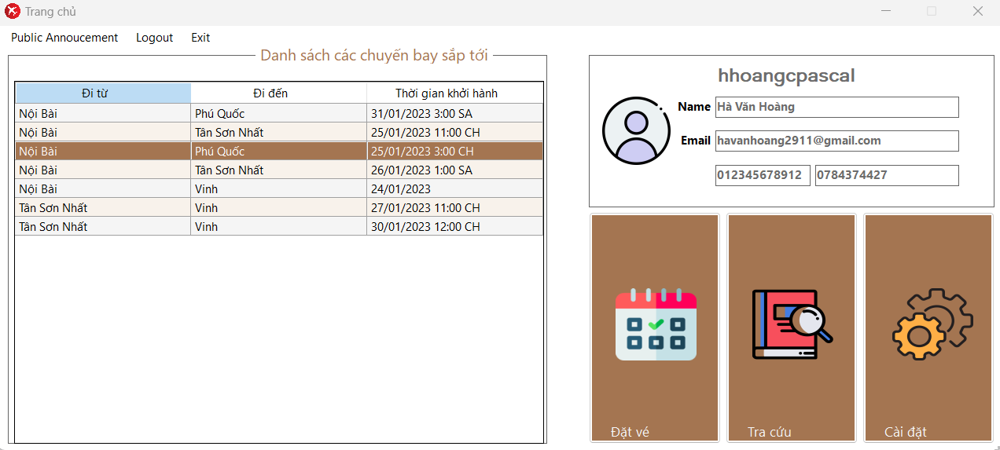 Trang chủ
Public Annoucement Logout Exit
Danh sách các chuyến bay sắp tới
Đi từ Đi đến Thời gian khởi hành
Nội Bài Phú Quốc 31/01/2023 3:00 SA
Nội Bài Tân Sơn Nhất 25/01/2023 11:00 CH
Nội Bài Phú Quốc 25/01/2023 3:00 CH
Nội Bài Tân Sơn Nhất 26/01/2023 1:00 SA
Nội Bài Vinh 24/01/2023
Tân Sơn Nhất Vinh 27/01/2023 11:00 CH
Tân Sơn Nhất Vinh 30/01/2023 12:00 CH
hhoangcpascal
Name Hà Văn Hoàng
Email havanhoang2911@gmail.com
012345678912 0784374427
Đặt vé Tra cứu Cài đặt